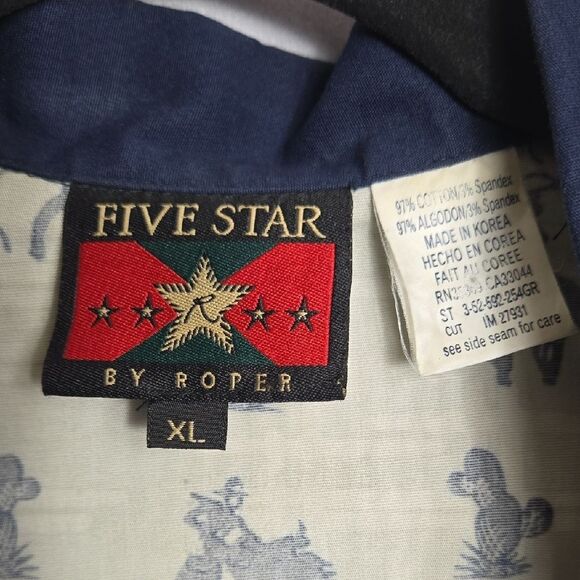 FIVE STAR
BY ROPER
XL
97% COTTON/3% Spandex
97% ALGODON/3% Spandex
MADE IN KOREA
HECHO EN COREA
FAIT AU COREE
CA33044
ST 3-52-592-254GR
CUT IM 27931
see side seam for care